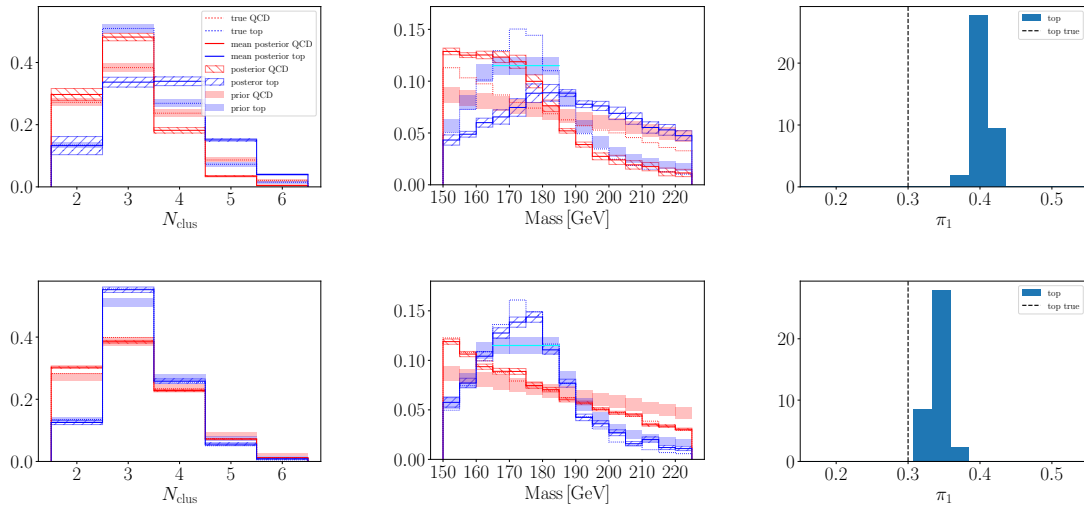 0.4
0.2
0.0
2 3 4 5 6
N_clus
true QCD
true top
mean posterior QCD
mean posterior top
posterior QCD
posteror top
prior QCD
prior top
0.15
0.10
0.05
0.00
150 160 170 180 190 200 210 220
Mass [GeV]
20
10
0
0.2 0.3 0.4 0.5
π₁
top
top true
0.4
0.2
0.0
2 3 4 5 6
N_clus
0.15
0.10
0.05
0.00
150 160 170 180 190 200 210 220
Mass [GeV]
20
10
0
0.2 0.3 0.4 0.5
π₁
top
top true